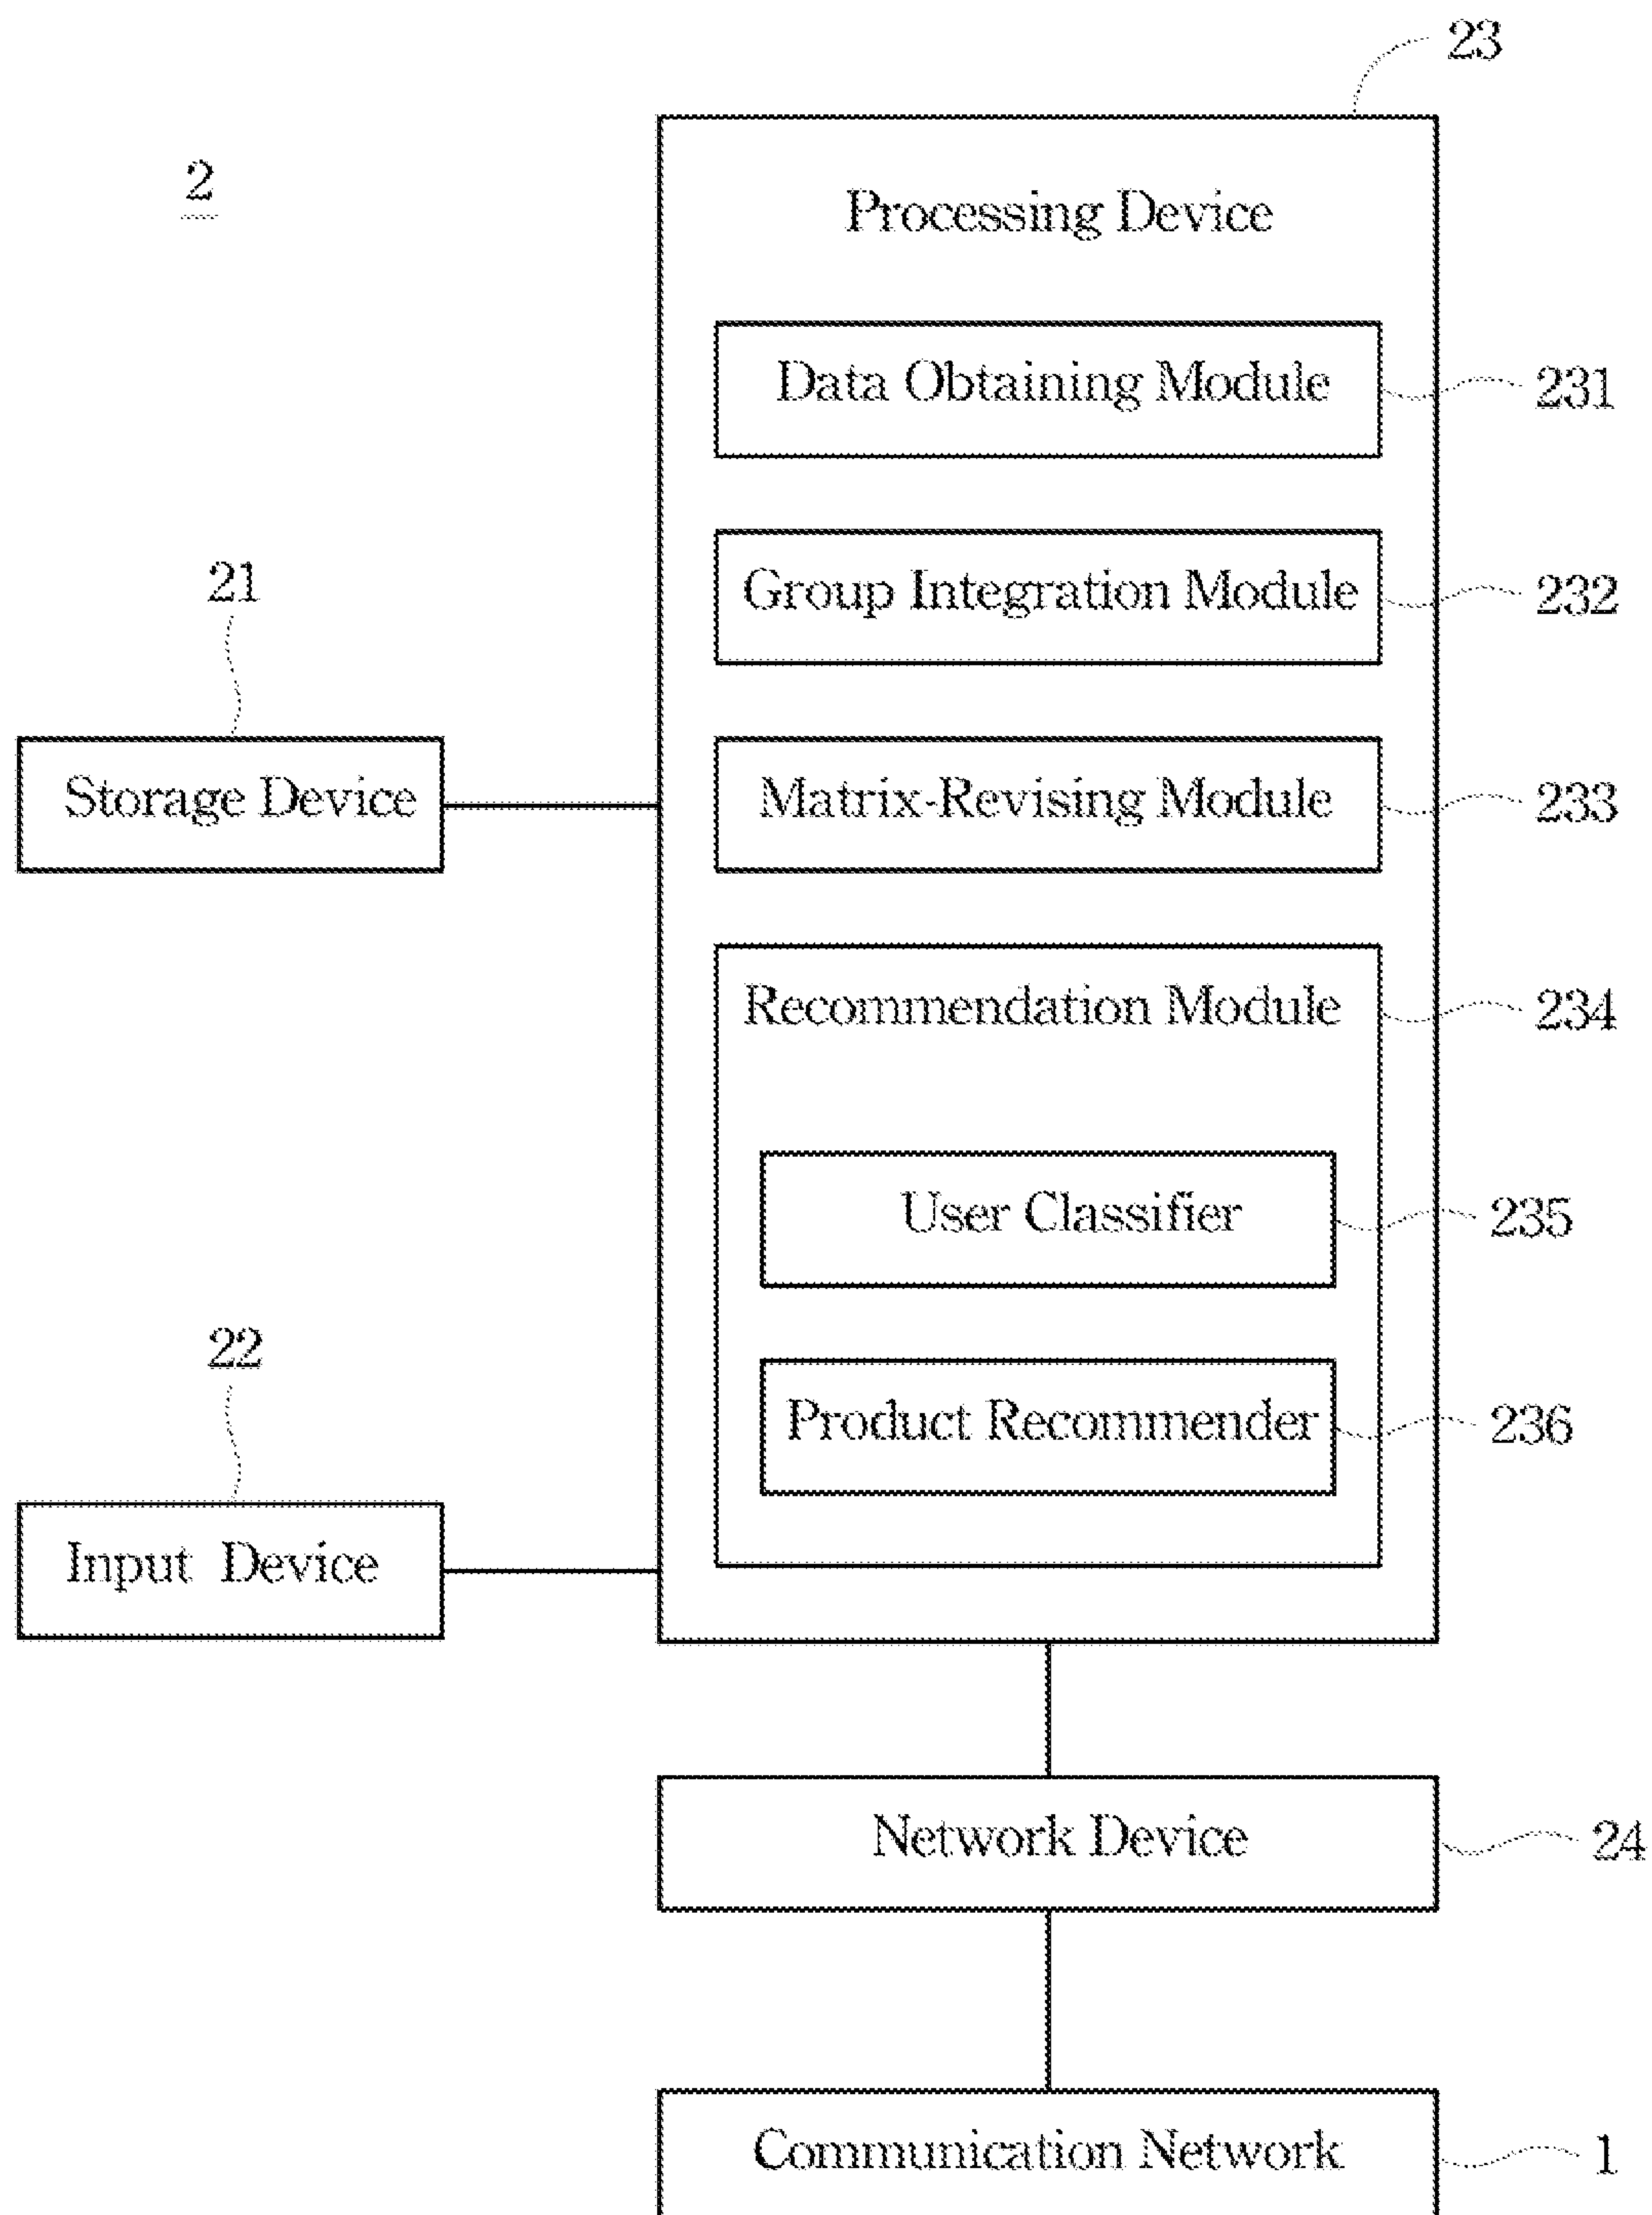 23
2
Processing Device
Data Obtaining Module
231
Group Integration Module
232
21
Storage Device
Matrix-Revising Module
233
Recommendation Module
234
User Classifier
235
22
Product Recommender
236
Input Device
Network Device
24
Communication Network
1